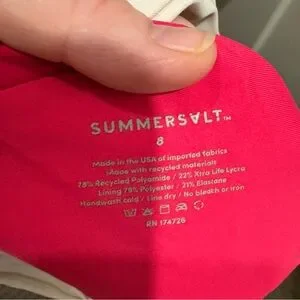 SUMMERSALT™
8
Made in the USA of imported fabrics
Made with recycled materials
78% Recycled Polyamide / 22% Xtra Life Lycra
Lining 79% Polyester / 21% Elastane
Handwash cold / Line dry / No bleach or iron
RN 174726